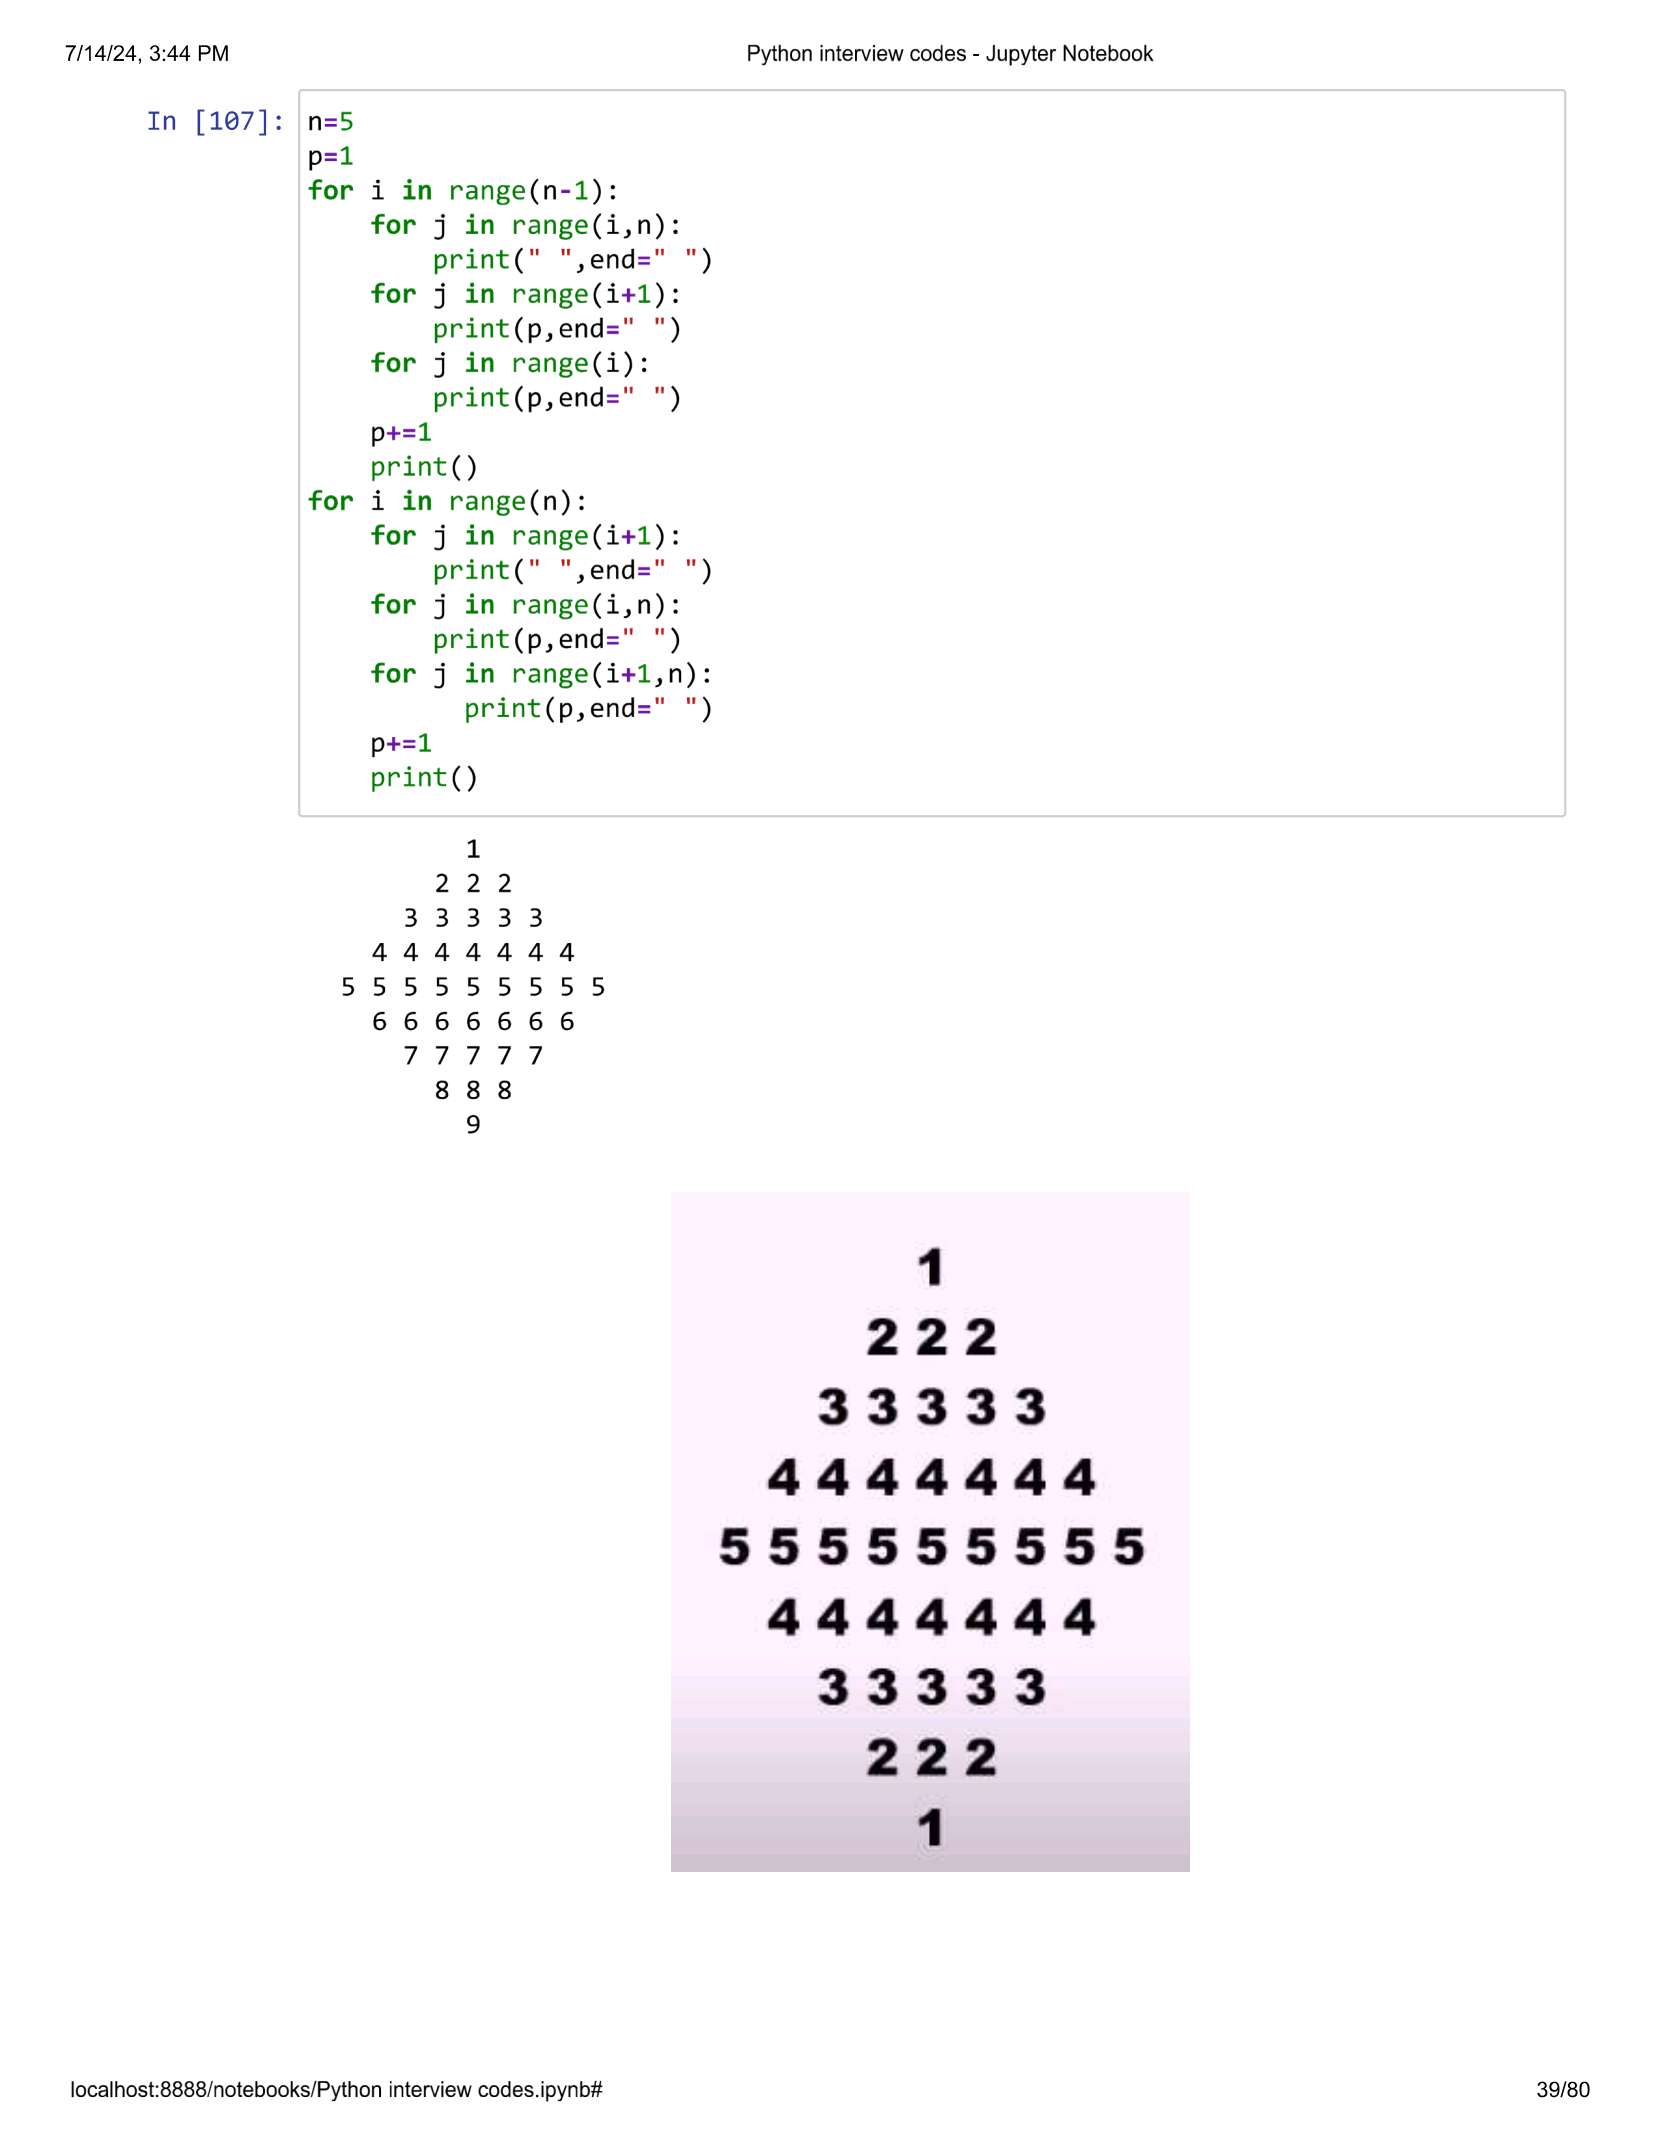 7/14/24, 3:44 PM Python interview codes - Jupyter Notebook
In [107]: n=5
p=1
for i in range(n-1):
    for j in range(i,n):
        print(" ",end=" ")
    for j in range(i+1):
        print(p,end=" ")
    for j in range(i):
        print(p,end=" ")
    p+=1
    print()
for i in range(n):
    for j in range(i+1):
        print(" ",end=" ")
    for j in range(i,n):
        print(p,end=" ")
    for j in range(i+1,n):
          print(p,end=" ")
    p+=1
    print()
1
2 2 2
3 3 3 3 3
4 4 4 4 4 4 4
5 5 5 5 5 5 5 5 5
6 6 6 6 6 6 6
7 7 7 7 7
8 8 8
9
1
2 2 2
3 3 3 3 3
4 4 4 4 4 4 4
5 5 5 5 5 5 5 5 5
4 4 4 4 4 4 4
3 3 3 3 3
2 2 2
1
localhost:8888/notebooks/Python interview codes.ipynb# 39/80